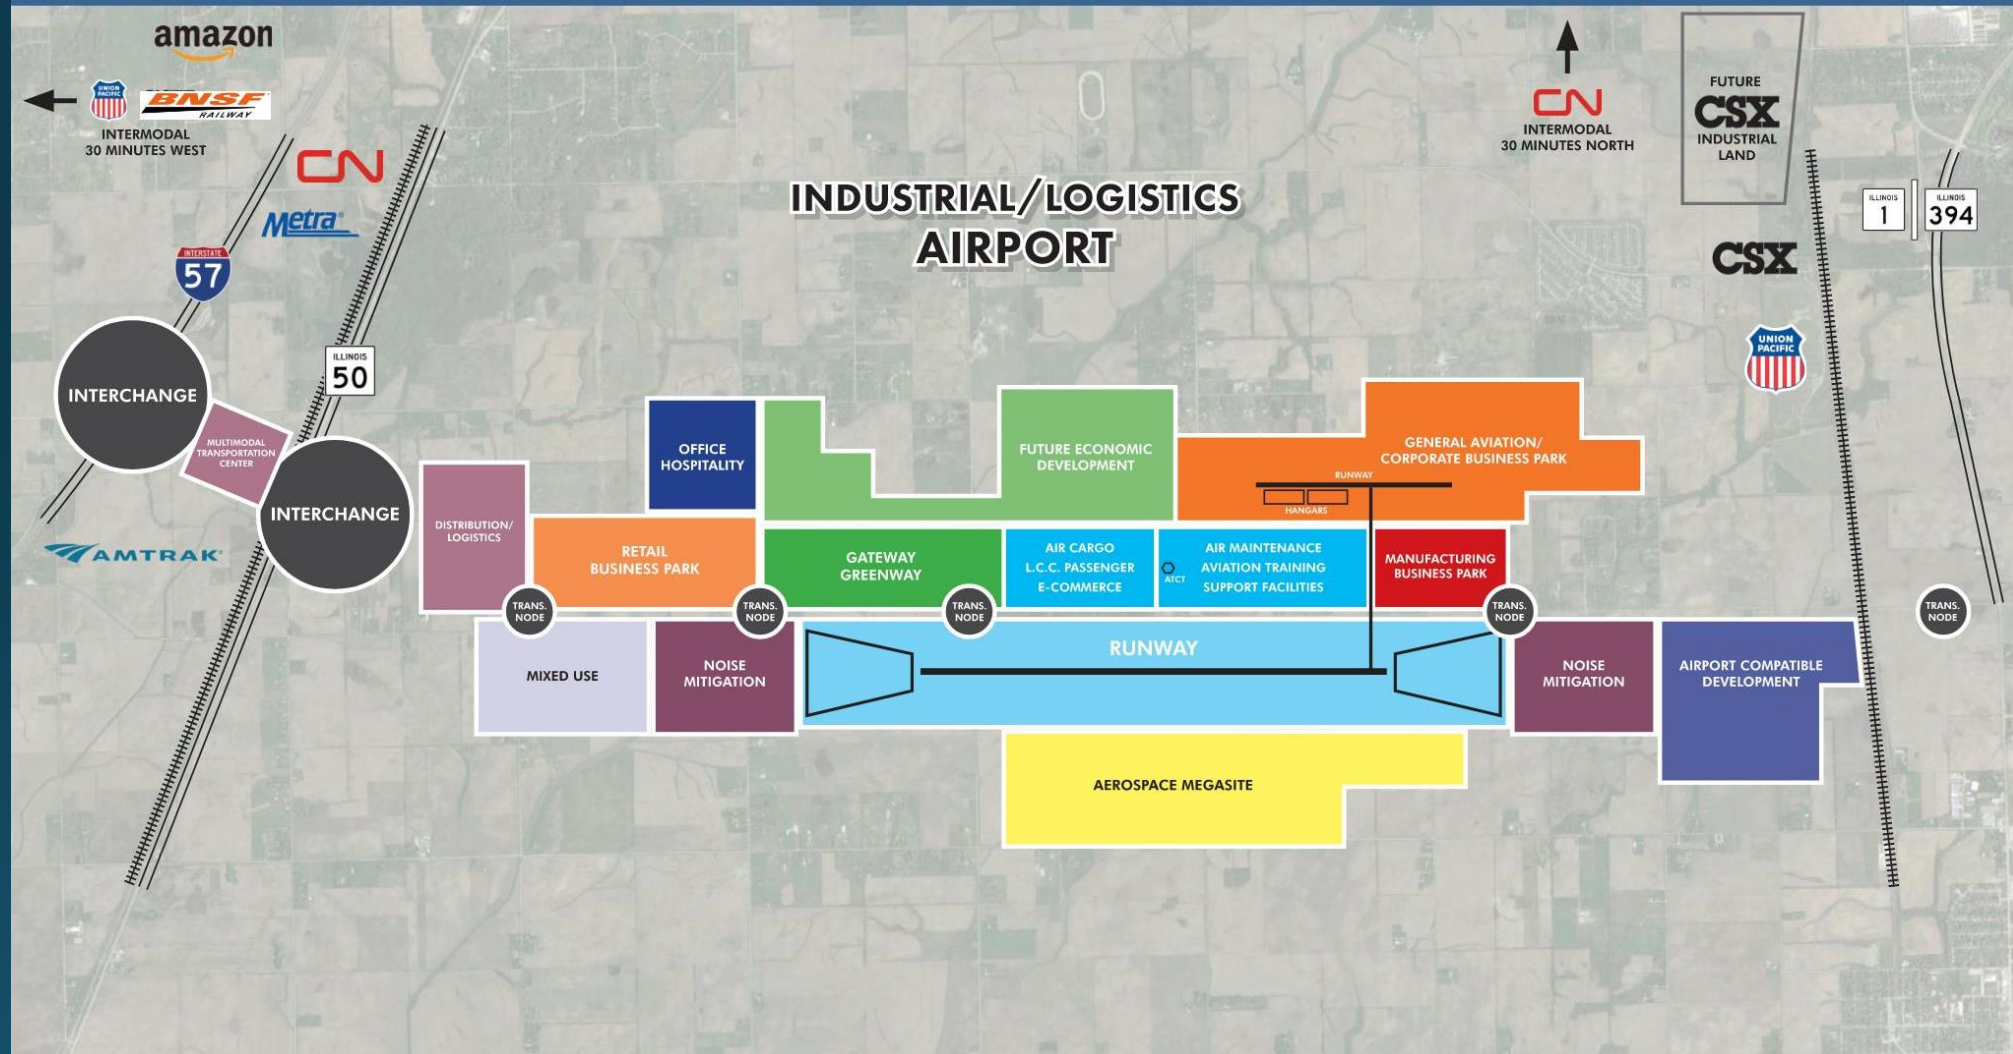 amazon
UNION
PACIFIC
BNSF
RAILWAY
INTERMODAL
30 MINUTES WEST
CN
Metra
INTERSTATE
57
ILLINOIS
50
INTERCHANGE
MULTIMODAL
TRANSPORTATION
CENTER
INTERCHANGE
AMTRAK
INDUSTRIAL/LOGISTICS
AIRPORT
CN
INTERMODAL
30 MINUTES NORTH
FUTURE
CSX
INDUSTRIAL
LAND
ILLINOIS
1
ILLINOIS
394
CSX
UNION
PACIFIC
DISTRIBUTION/
LOGISTICS
OFFICE
HOSPITALITY
RETAIL
BUSINESS PARK
FUTURE ECONOMIC
DEVELOPMENT
GENERAL AVIATION/
CORPORATE BUSINESS PARK
RUNWAY
HANGARS
GATEWAY
GREENWAY
AIR CARGO
L.C.C. PASSENGER
E-COMMERCE
ATCT
AIR MAINTENANCE
AVIATION TRAINING
SUPPORT FACILITIES
MANUFACTURING
BUSINESS PARK
TRANS.
NODE
TRANS.
NODE
TRANS.
NODE
TRANS.
NODE
TRANS.
NODE
MIXED USE
NOISE
MITIGATION
RUNWAY
NOISE
MITIGATION
AIRPORT COMPATIBLE
DEVELOPMENT
AEROSPACE MEGASITE